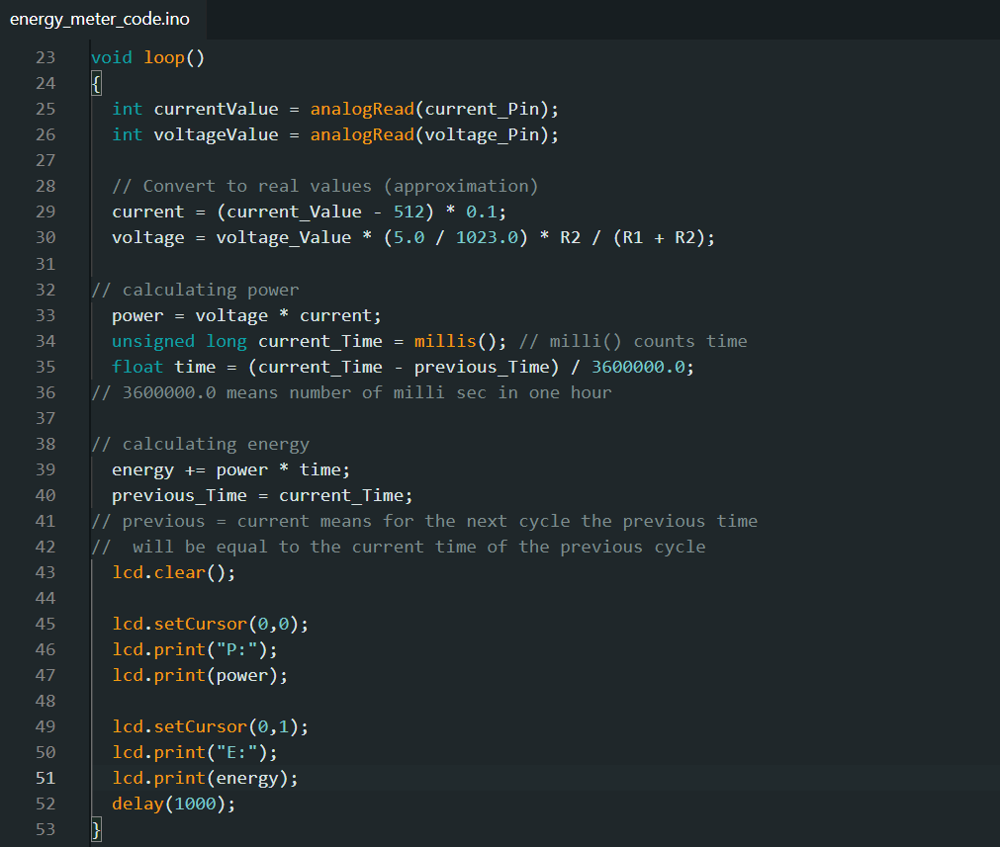 energy_meter_code.ino
23 void loop()
24 {
25 int currentValue = analogRead(current_Pin);
26 int voltageValue = analogRead(voltage_Pin);
27
28 // Convert to real values (approximation)
29 current = (current_Value - 512) * 0.1;
30 voltage = voltage_Value * (5.0 / 1023.0) * R2 / (R1 + R2);
31
32 // calculating power
33 power = voltage * current;
34 unsigned long current_Time = millis(); // milli() counts time
35 float time = (current_Time - previous_Time) / 3600000.0;
36 // 3600000.0 means number of milli sec in one hour
37
38 // calculating energy
39 energy += power * time;
40 previous_Time = current_Time;
41 // previous = current means for the next cycle the previous time
42 //  will be equal to the current time of the previous cycle
43 lcd.clear();
44
45 lcd.setCursor(0,0);
46 lcd.print("P:");
47 lcd.print(power);
48
49 lcd.setCursor(0,1);
50 lcd.print("E:");
51 lcd.print(energy);
52 delay(1000);
53 }